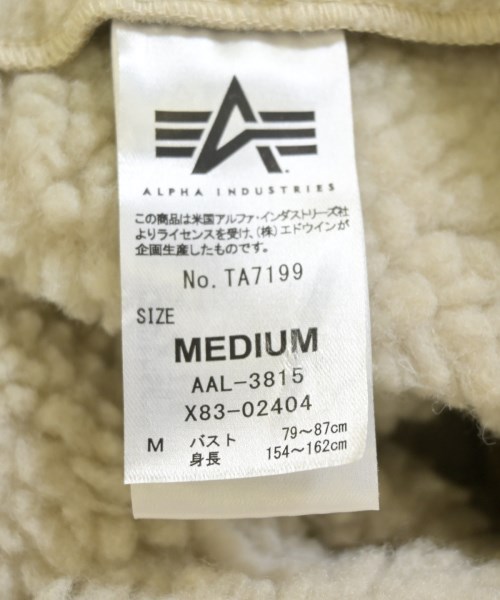 ALPHA INDUSTRIES
この商品は米国アルファ・インダストリーズ社
よりライセンスを受け、(株)エドウインが
企画生産したものです。
No. TA7199
SIZE
MEDIUM
AAL-3815
X83-02404
M バスト 79～87cm
身長 154～162cm